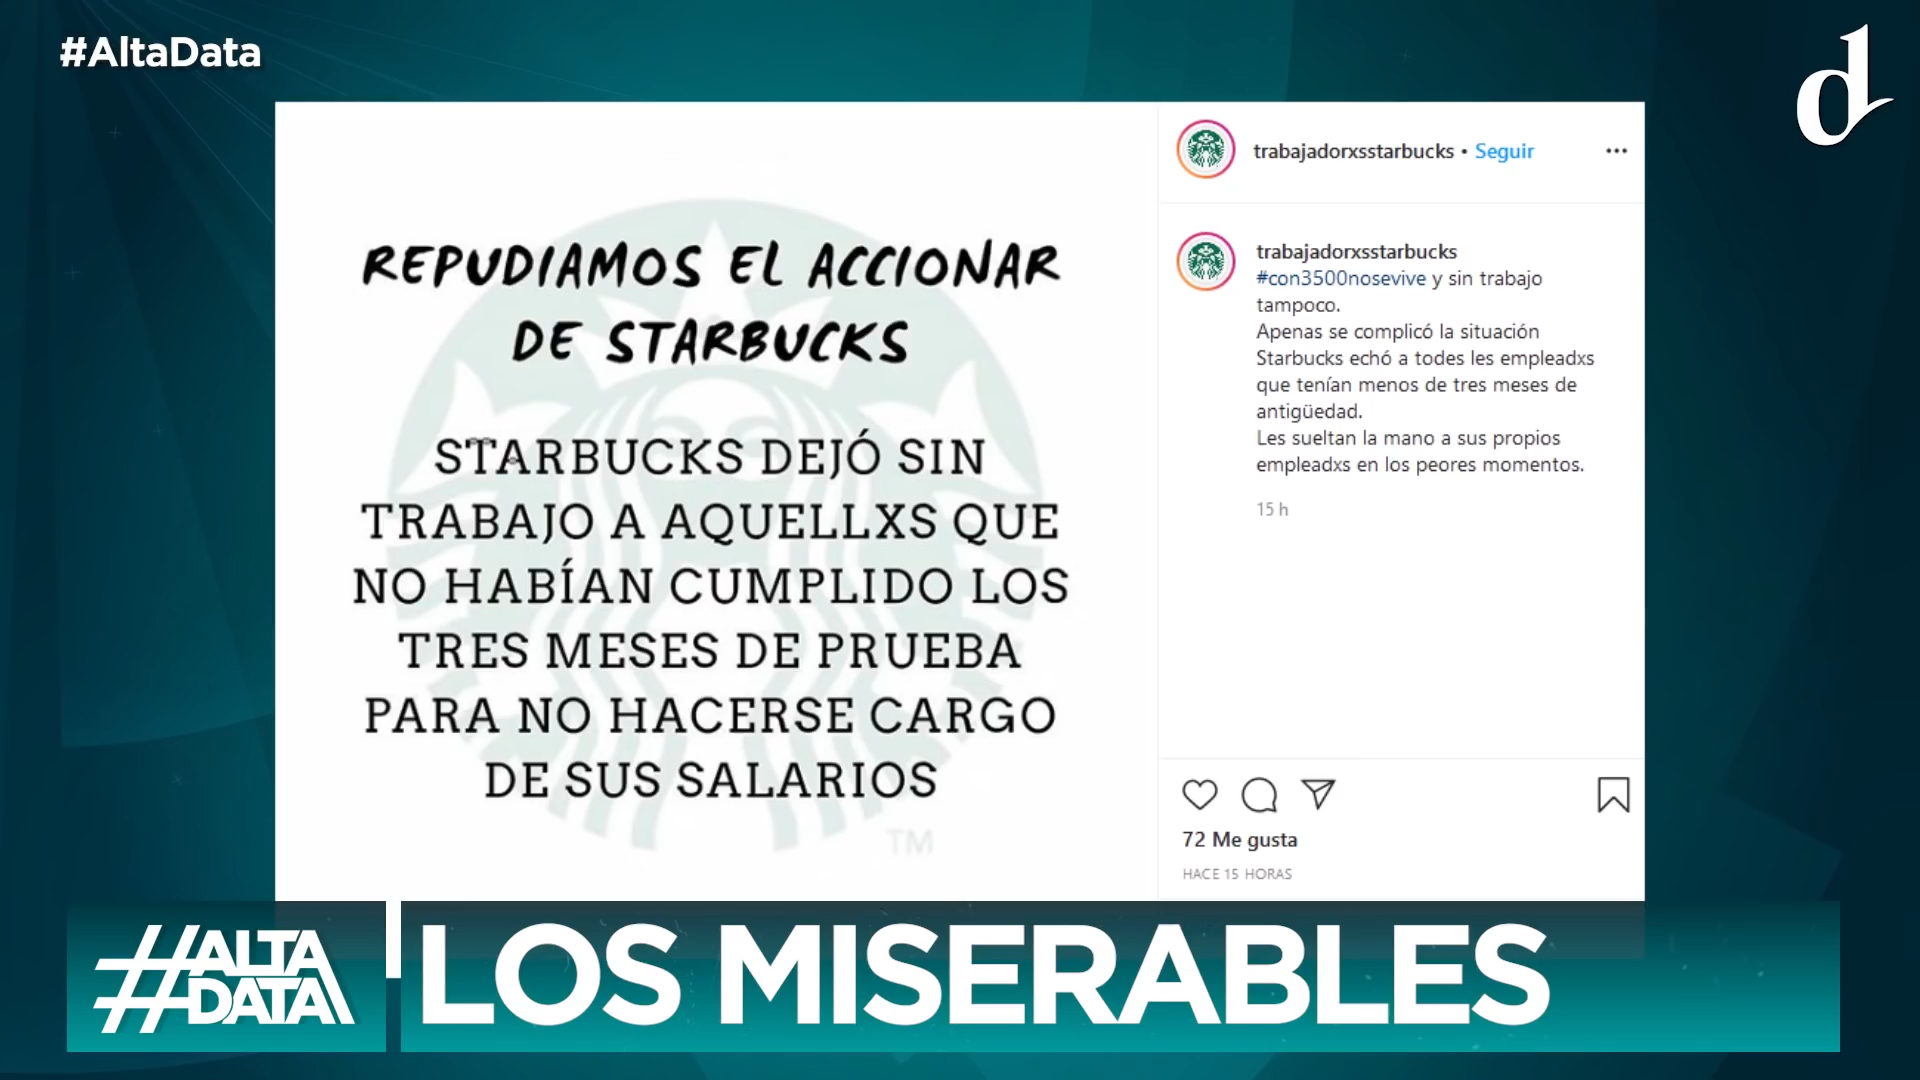 #AltaData
d
REPUDIAMOS EL ACCIONAR
DE STARBUCKS
STARBUCKS DEJÓ SIN
TRABAJO A AQUELLXS QUE
NO HABÍAN CUMPLIDO LOS
TRES MESES DE PRUEBA
PARA NO HACERSE CARGO
DE SUS SALARIOS
TM
trabajadorxsstarbucks • Seguir
trabajadorxsstarbucks
#con3500nosevive y sin trabajo
tampoco.
Apenas se complicó la situación
Starbucks echó a todes les empleadxs
que tenían menos de tres meses de
antigüedad.
Les sueltan la mano a sus propios
empleadxs en los peores momentos.
15 h
72 Me gusta
HACE 15 HORAS
#ALTA
DATA
LOS MISERABLES